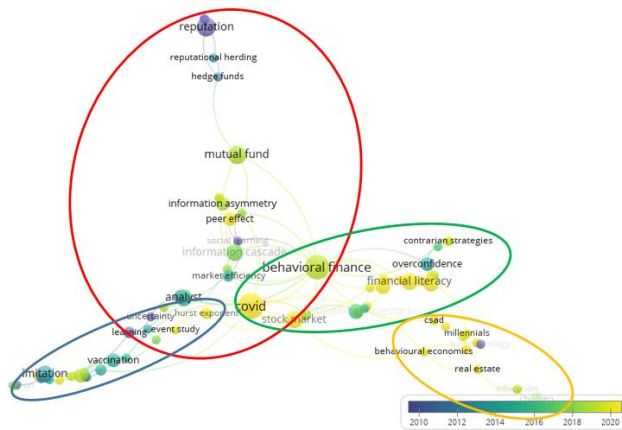 reputation
reputational herding
hedge funds
mutual fund
information asymmetry
peer effect
social learning
information cascade
contrarian strategies
behavioral finance
overconfidence
market efficiency
financial literacy
analyst
covid
hurst exponent
stock market
uncertainty
csad
learning
event study
millennials
behavioural economics
vaccination
real estate
imitation
education
children
2010 2012 2014 2016 2018 2020